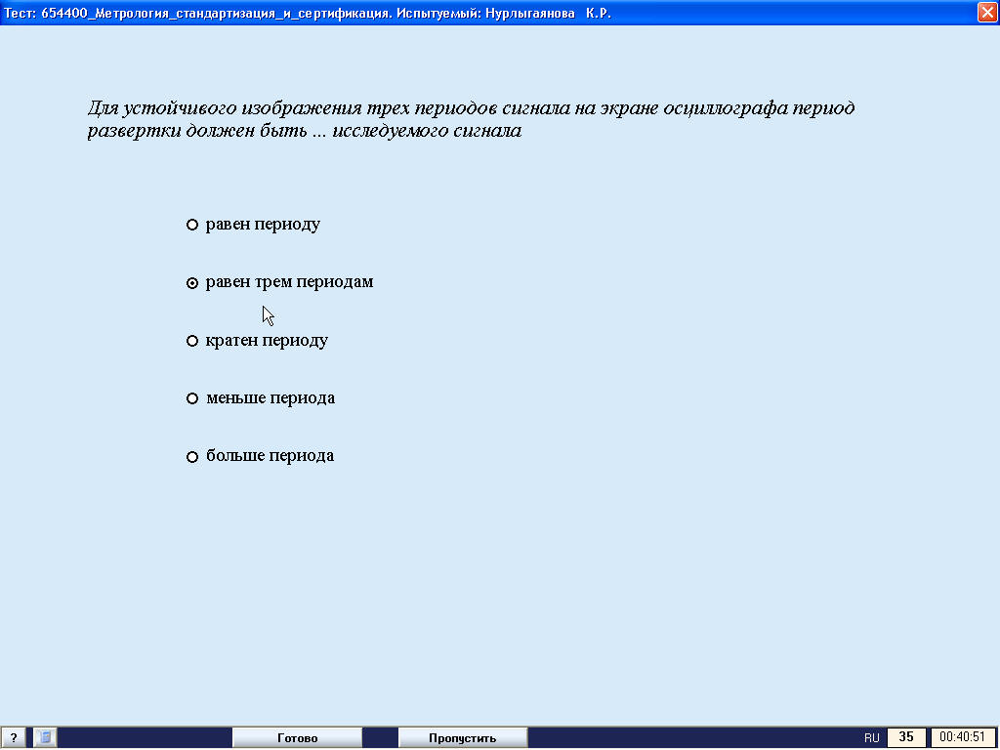 Тест: 654400_Метрология_стандартизация_и_сертификация. Испытуемый: Нурлыгаянова К.Р.
Для устойчивого изображения трех периодов сигнала на экране осциллографа период
развертки должен быть ... исследуемого сигнала
равен периоду
равен трем периодам
кратен периоду
меньше периода
больше периода
? Готово Пропустить RU 35 00:40:51